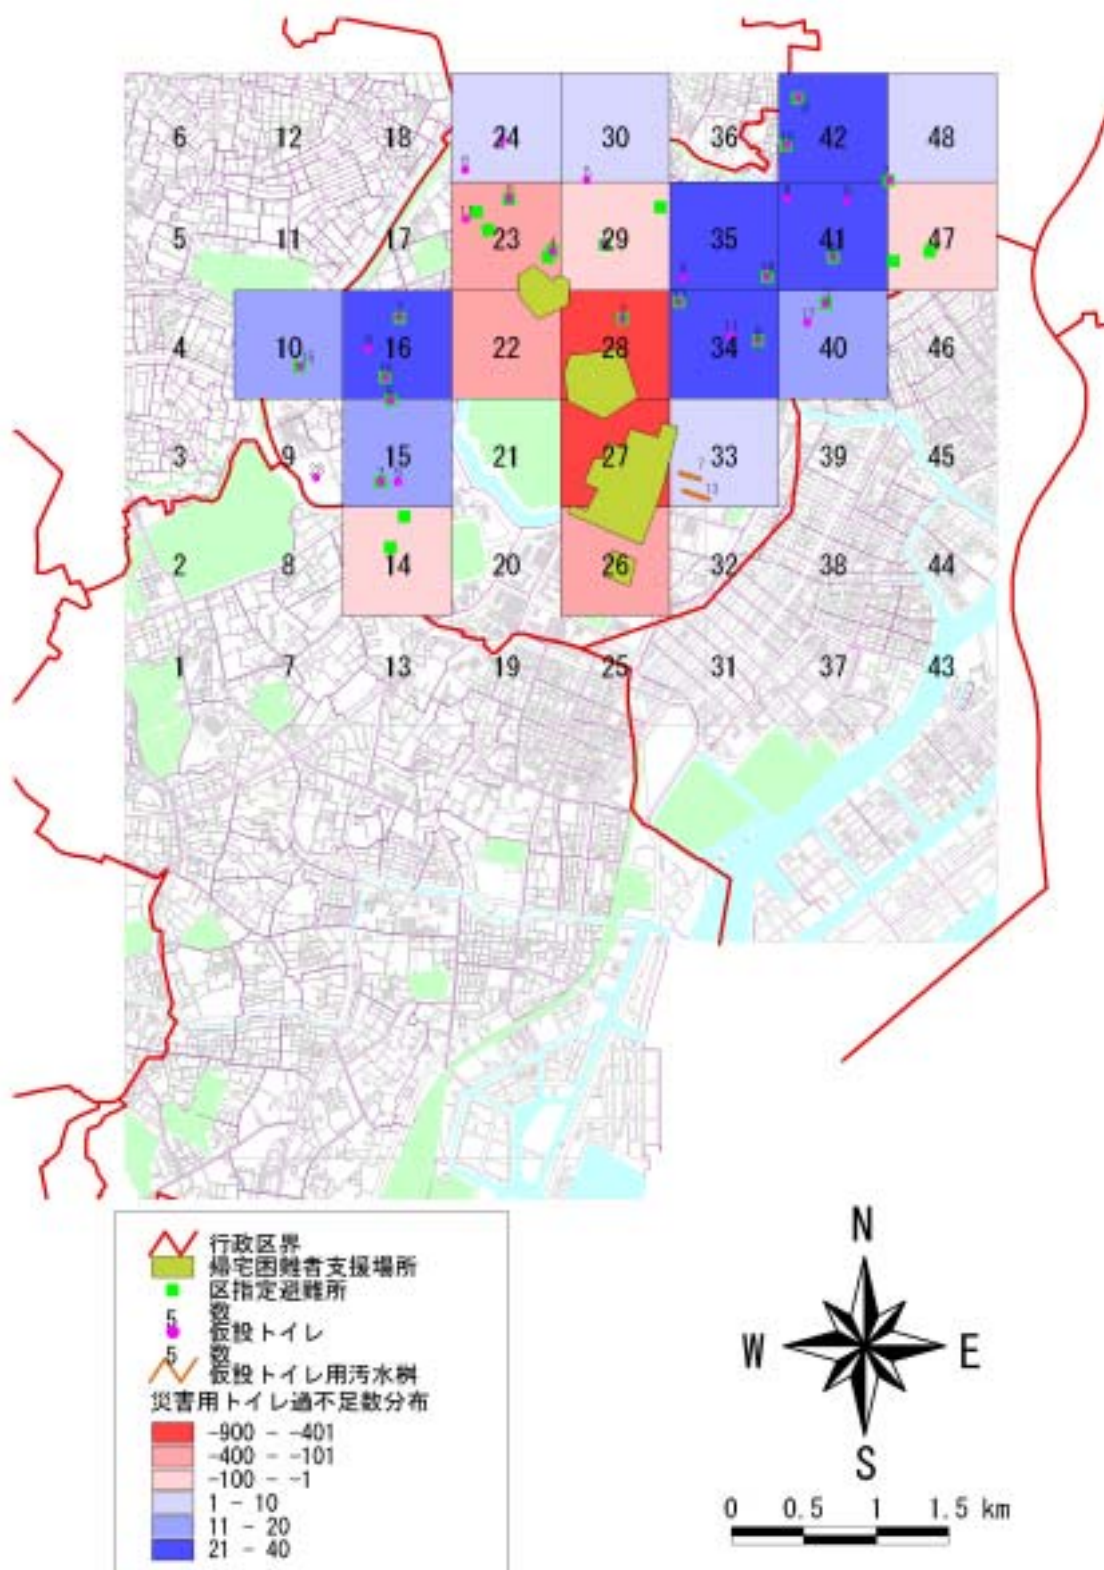 6 12 18 24 30 36 42 48
5 11 17 23 29 35 41 47
4 10 16 22 28 34 40 46
3 9 15 21 27 33 39 45
2 8 14 20 26 32 38 44
1 7 13 19 25 31 37 43
行政区界
帰宅困難者支援場所
区指定避難所
5 数
仮設トイレ
5 数
仮設トイレ用汚水桝
災害用トイレ過不足数分布
-900 - -401
-400 - -101
-100 - -1
1 - 10
11 - 20
21 - 40
N
W E
S
0 0.5 1 1.5 km